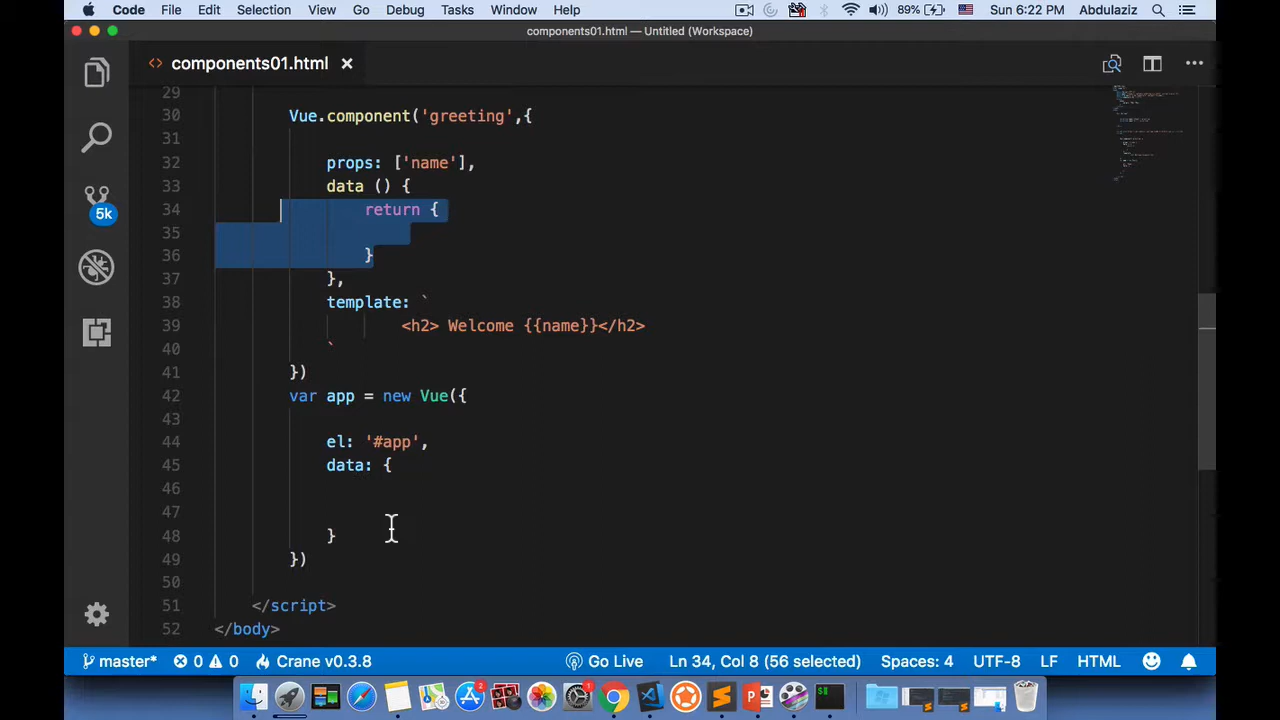 Code File Edit Selection View Go Debug Tasks Window Help 89% Sun 6:22 PM Abdulaziz
components01.html — Untitled (Workspace)
<> components01.html ×
29
30 Vue.component('greeting',{
31
32 props: ['name'],
33 data () {
34 return {
35
36 }
37 },
38 template: `
39 <h2> Welcome {{name}}</h2>
40 `
41 })
42 var app = new Vue({
43
44 el: '#app',
45 data: {
46
47
48 }
49 })
50
51 </script>
52 </body>
5k
master* 0 0 Crane v0.3.8 Go Live Ln 34, Col 8 (56 selected) Spaces: 4 UTF-8 LF HTML